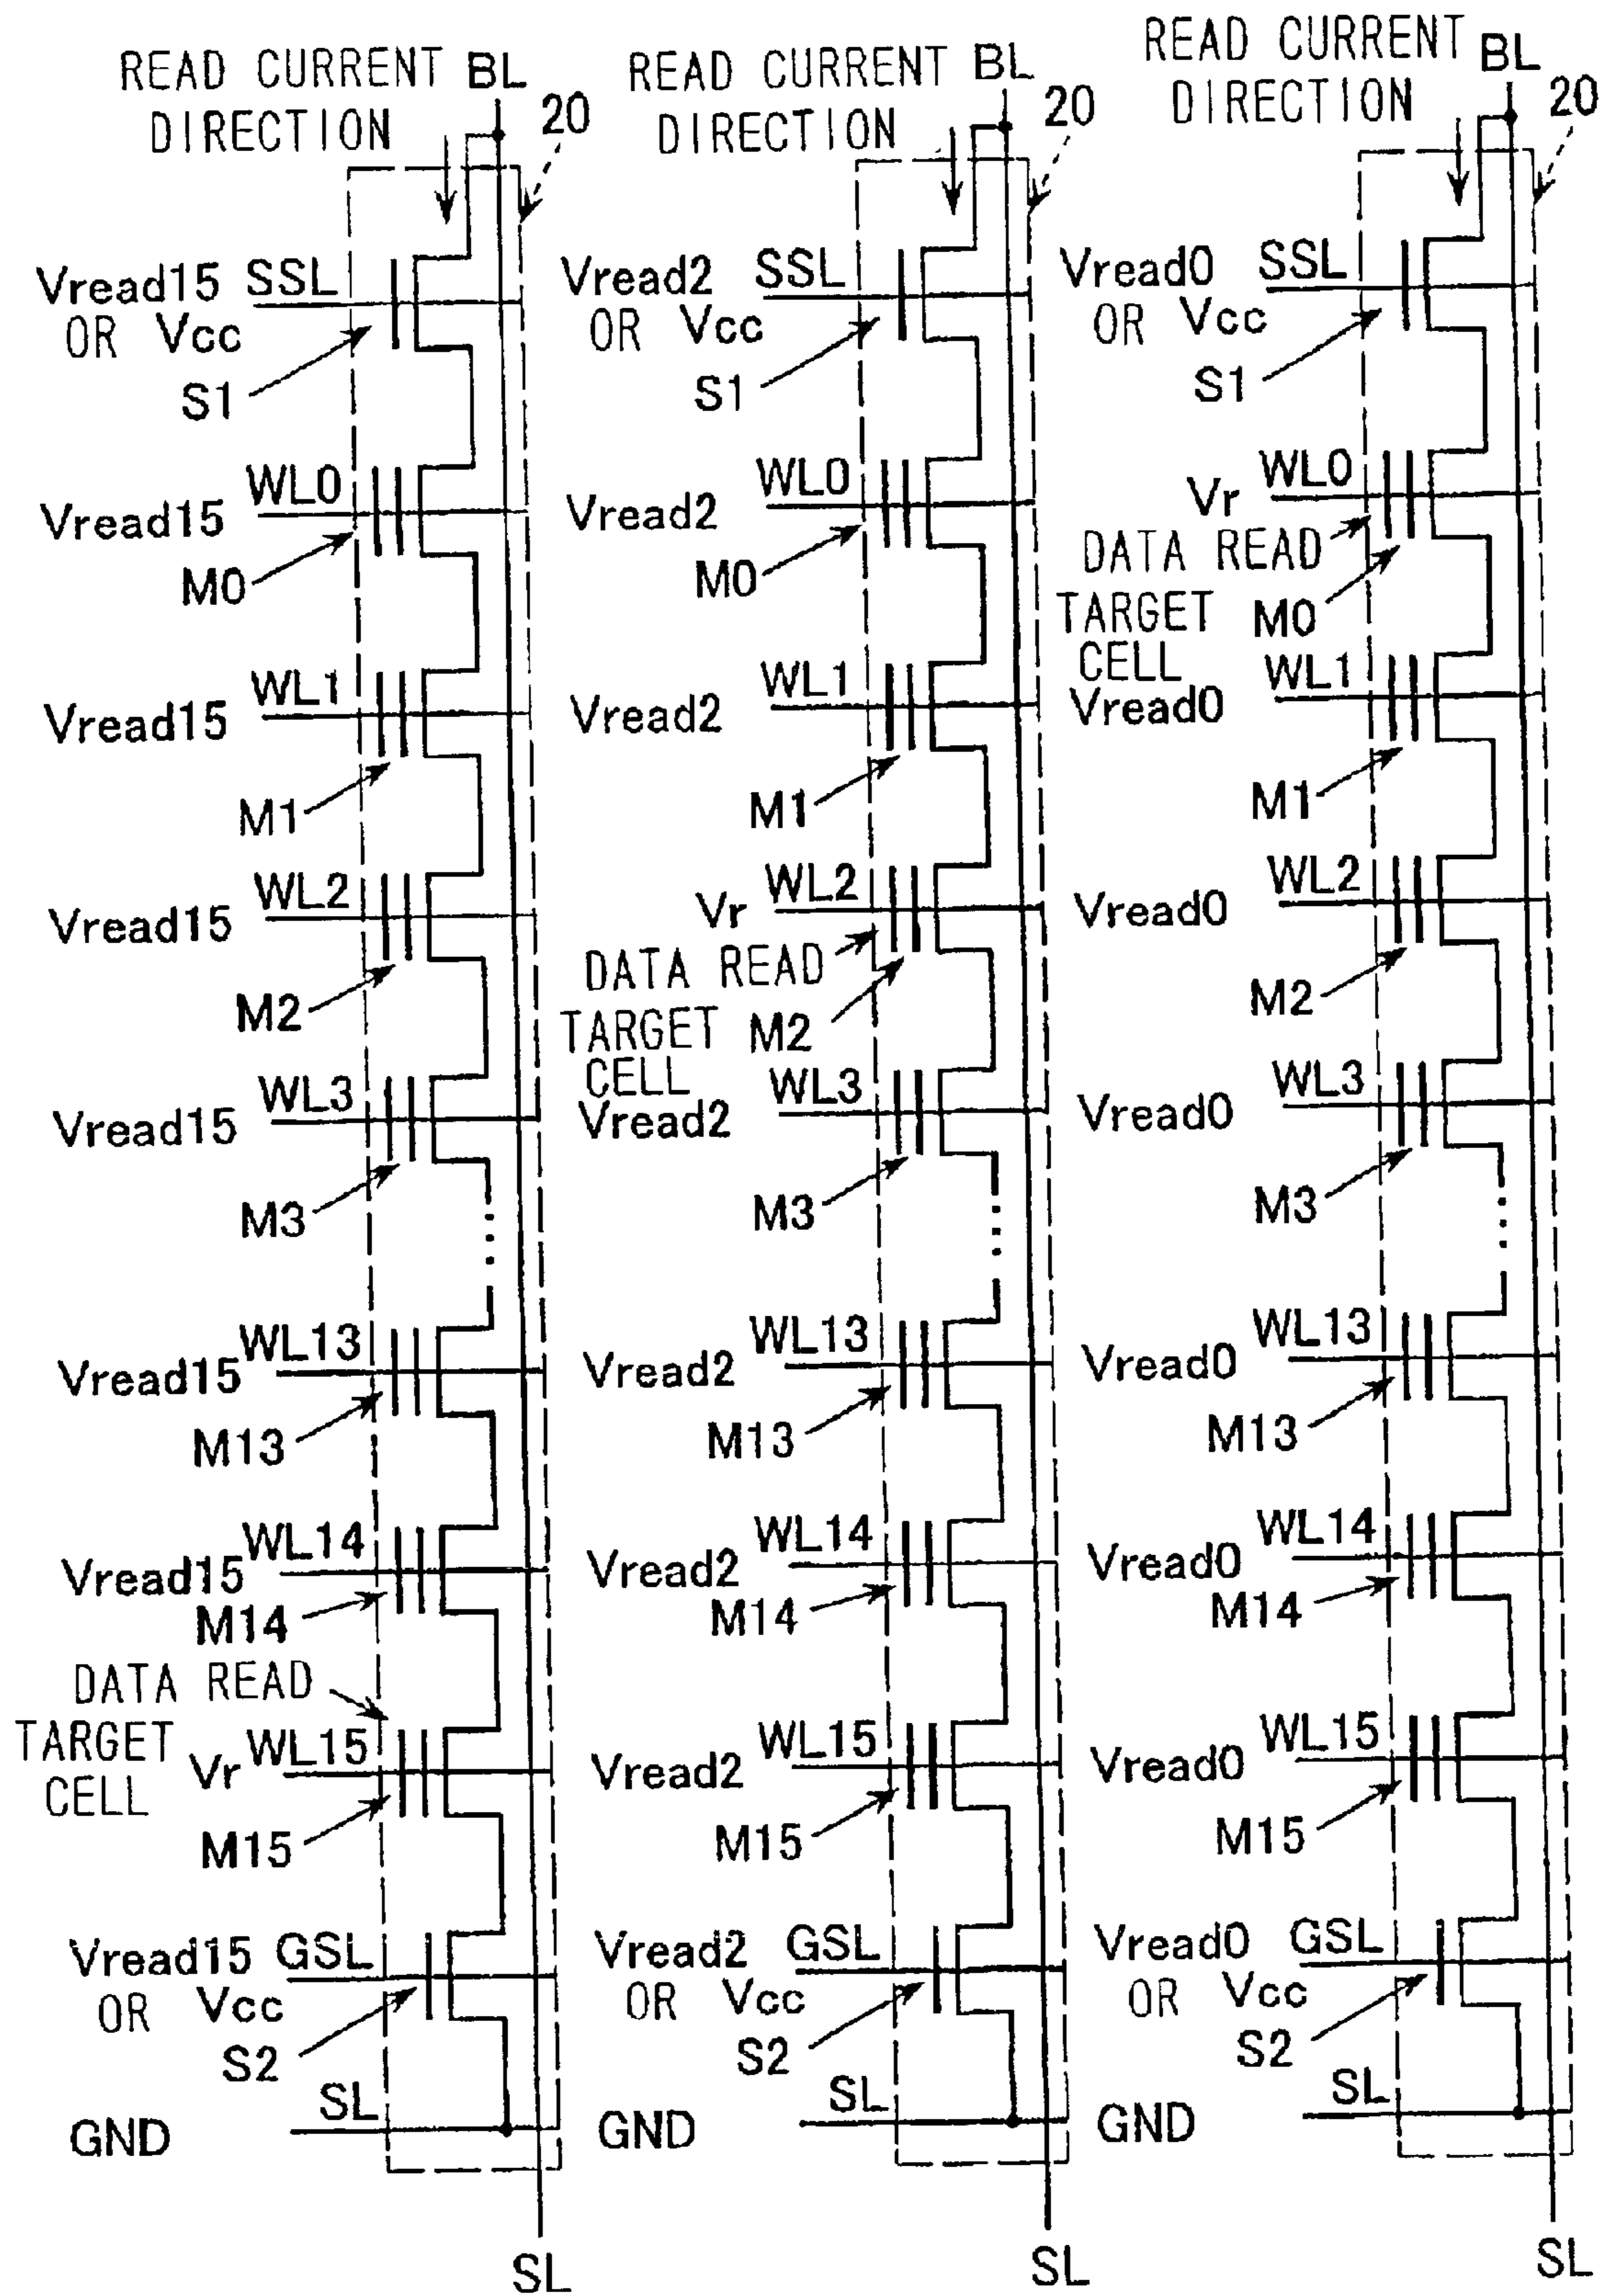 READ CURRENT BL
DIRECTION
20
Vread15 SSL
OR Vcc
S1
WL0
Vread15
M0
WL1
Vread15
M1
WL2
Vread15
M2
WL3
Vread15
M3
WL13
Vread15
M13
WL14
Vread15
M14
DATA READ
TARGET
CELL
Vr WL15
M15
Vread15 GSL
OR Vcc
S2
SL
GND
SL
READ CURRENT BL
DIRECTION
20
Vread2 SSL
OR Vcc
S1
WL0
Vread2
M0
WL1
Vread2
M1
Vr WL2
DATA READ
TARGET
CELL
M2
WL3
Vread2
M3
WL13
Vread2
M13
WL14
Vread2
M14
WL15
Vread2
M15
Vread2 GSL
OR Vcc
S2
SL
GND
SL
READ CURRENT BL
DIRECTION
20
Vread0 SSL
OR Vcc
S1
Vr WL0
DATA READ
TARGET
CELL
M0
WL1
Vread0
M1
WL2
Vread0
M2
WL3
Vread0
M3
WL13
Vread0
M13
WL14
Vread0
M14
WL15
Vread0
M15
Vread0 GSL
OR Vcc
S2
SL
GND
SL